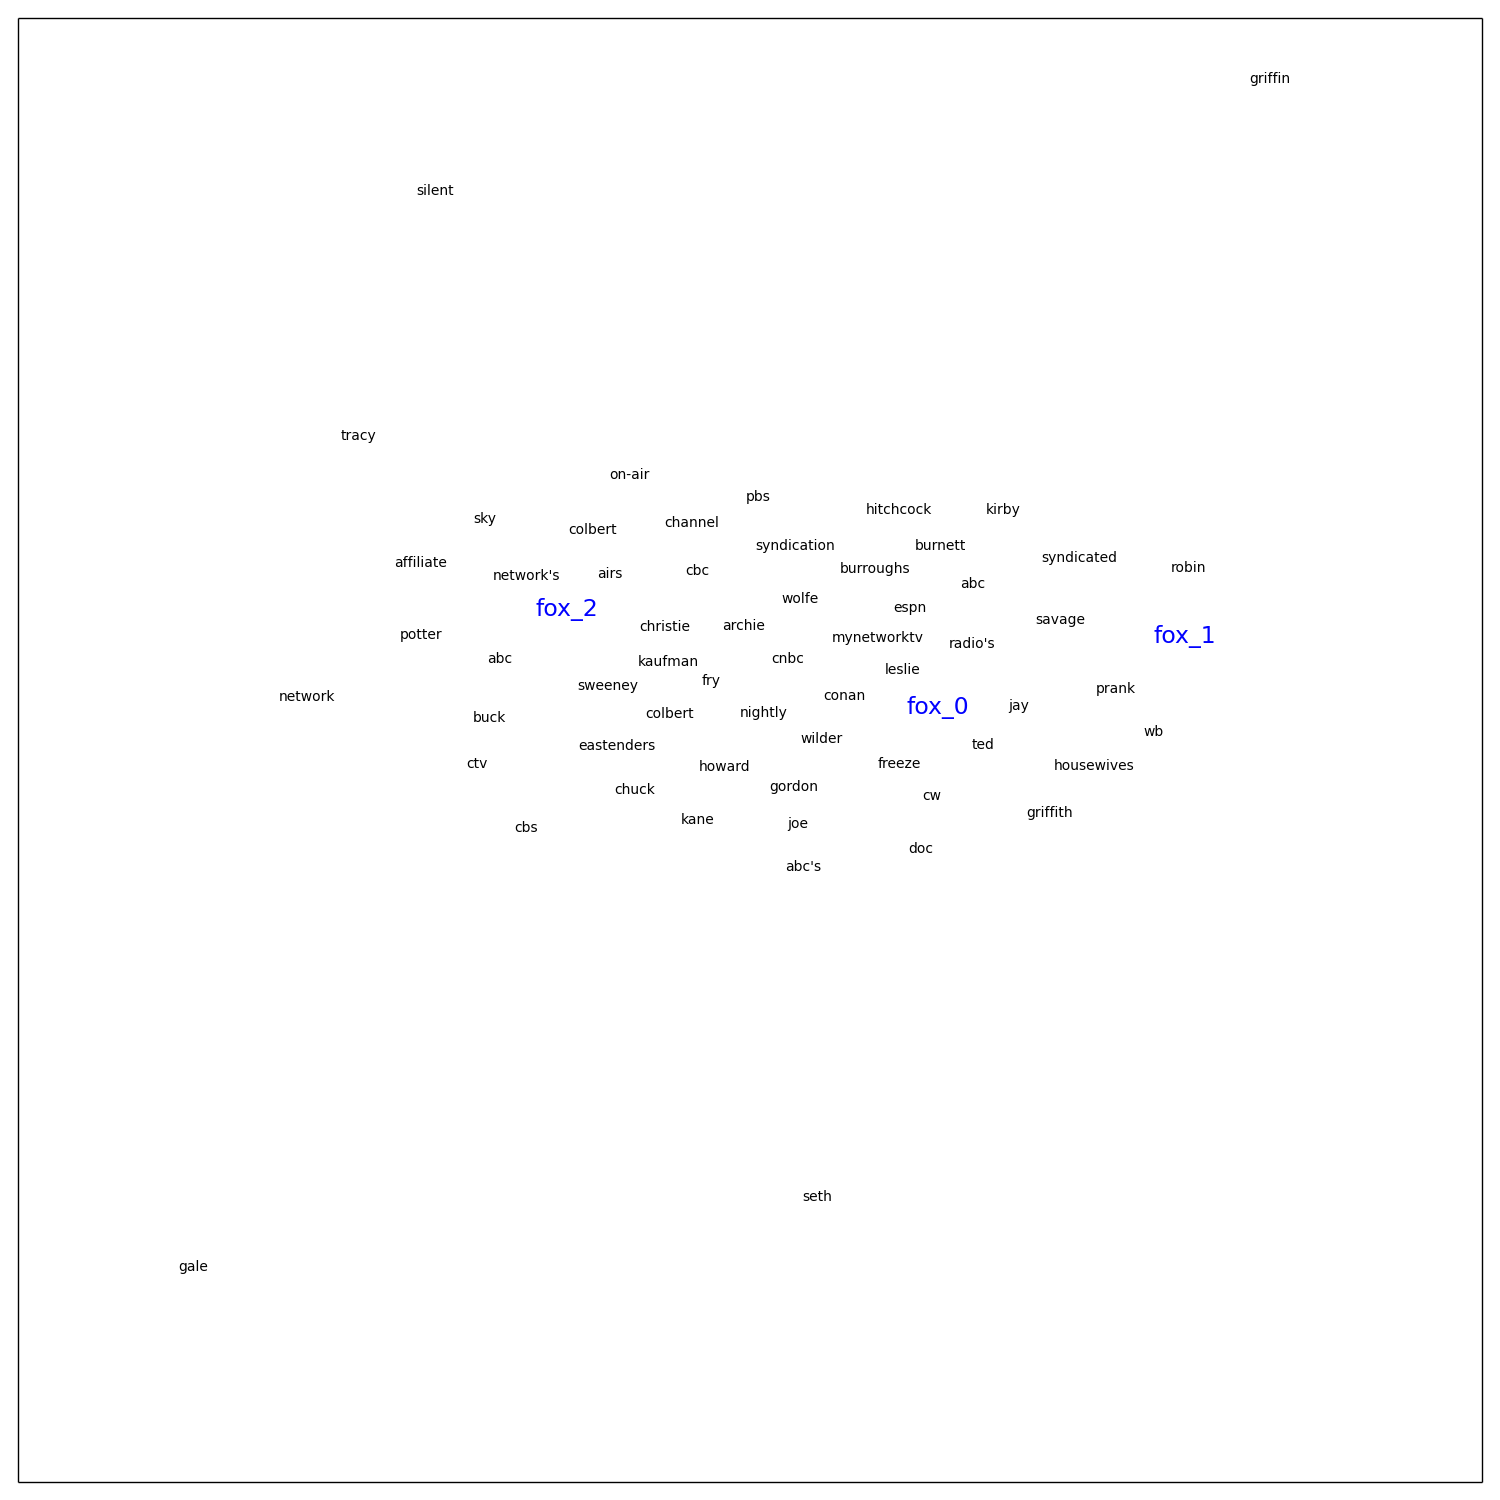 griffin
silent
tracy
on-air
pbs
hitchcock
kirby
sky
colbert
channel
syndication
burnett
syndicated
affiliate
network's
airs
cbc
burroughs
abc
robin
wolfe
espn
fox_2
savage
christie
archie
potter
mynetworktv
radio's
fox_1
abc
kaufman
cnbc
leslie
sweeney
fry
prank
network
conan
fox_0
jay
buck
colbert
nightly
wb
eastenders
wilder
ted
ctv
howard
freeze
housewives
chuck
gordon
cw
griffith
cbs
kane
joe
doc
abc's
seth
gale